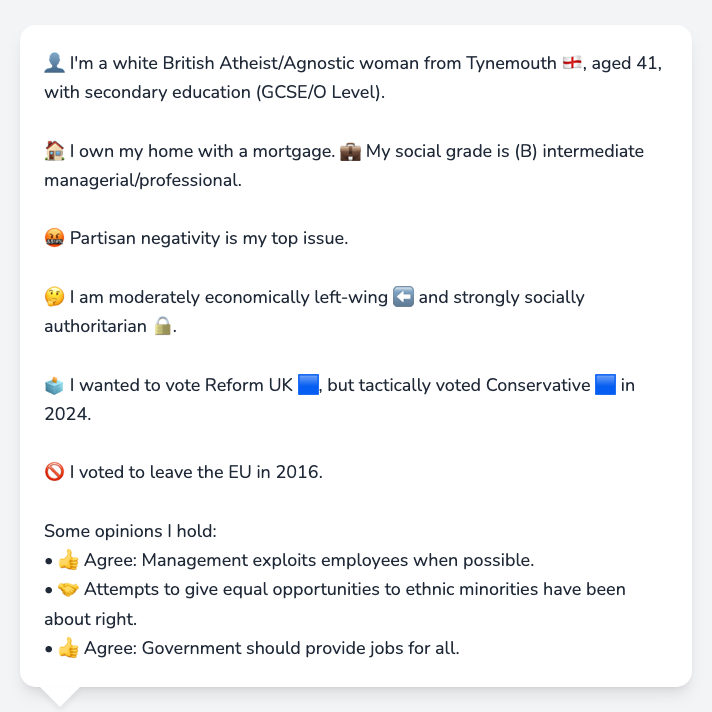 👤 I'm a white British Atheist/Agnostic woman from Tynemouth 🏴󠁧󠁢󠁥󠁮󠁧󠁿, aged 41,
with secondary education (GCSE/O Level).
🏠 I own my home with a mortgage. 💼 My social grade is (B) intermediate
managerial/professional.
🤬 Partisan negativity is my top issue.
🤔 I am moderately economically left-wing ⬅️ and strongly socially
authoritarian 🔒.
🗳️ I wanted to vote Reform UK 🟦, but tactically voted Conservative 🟦 in
2024.
🚫 I voted to leave the EU in 2016.
Some opinions I hold:
• 👍 Agree: Management exploits employees when possible.
• 🤝 Attempts to give equal opportunities to ethnic minorities have been
about right.
• 👍 Agree: Government should provide jobs for all.